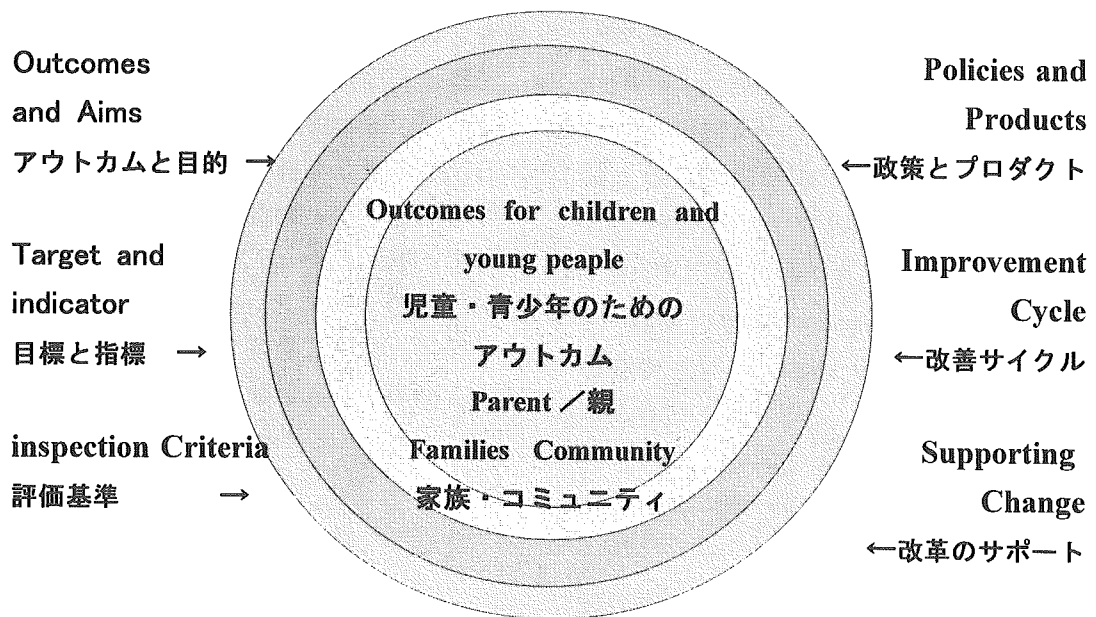 Outcomes
and Aims
アウトカムと目的 →
Target and
indicator
目標と指標 →
inspection Criteria
評価基準 →
Outcomes for children and
young peaple
児童・青少年のための
アウトカム
Parent／親
Families Community
家族・コミュニティ
Policies and
Products
←政策とプロダクト
Improvement
Cycle
←改善サイクル
Supporting
Change
←改革のサポート